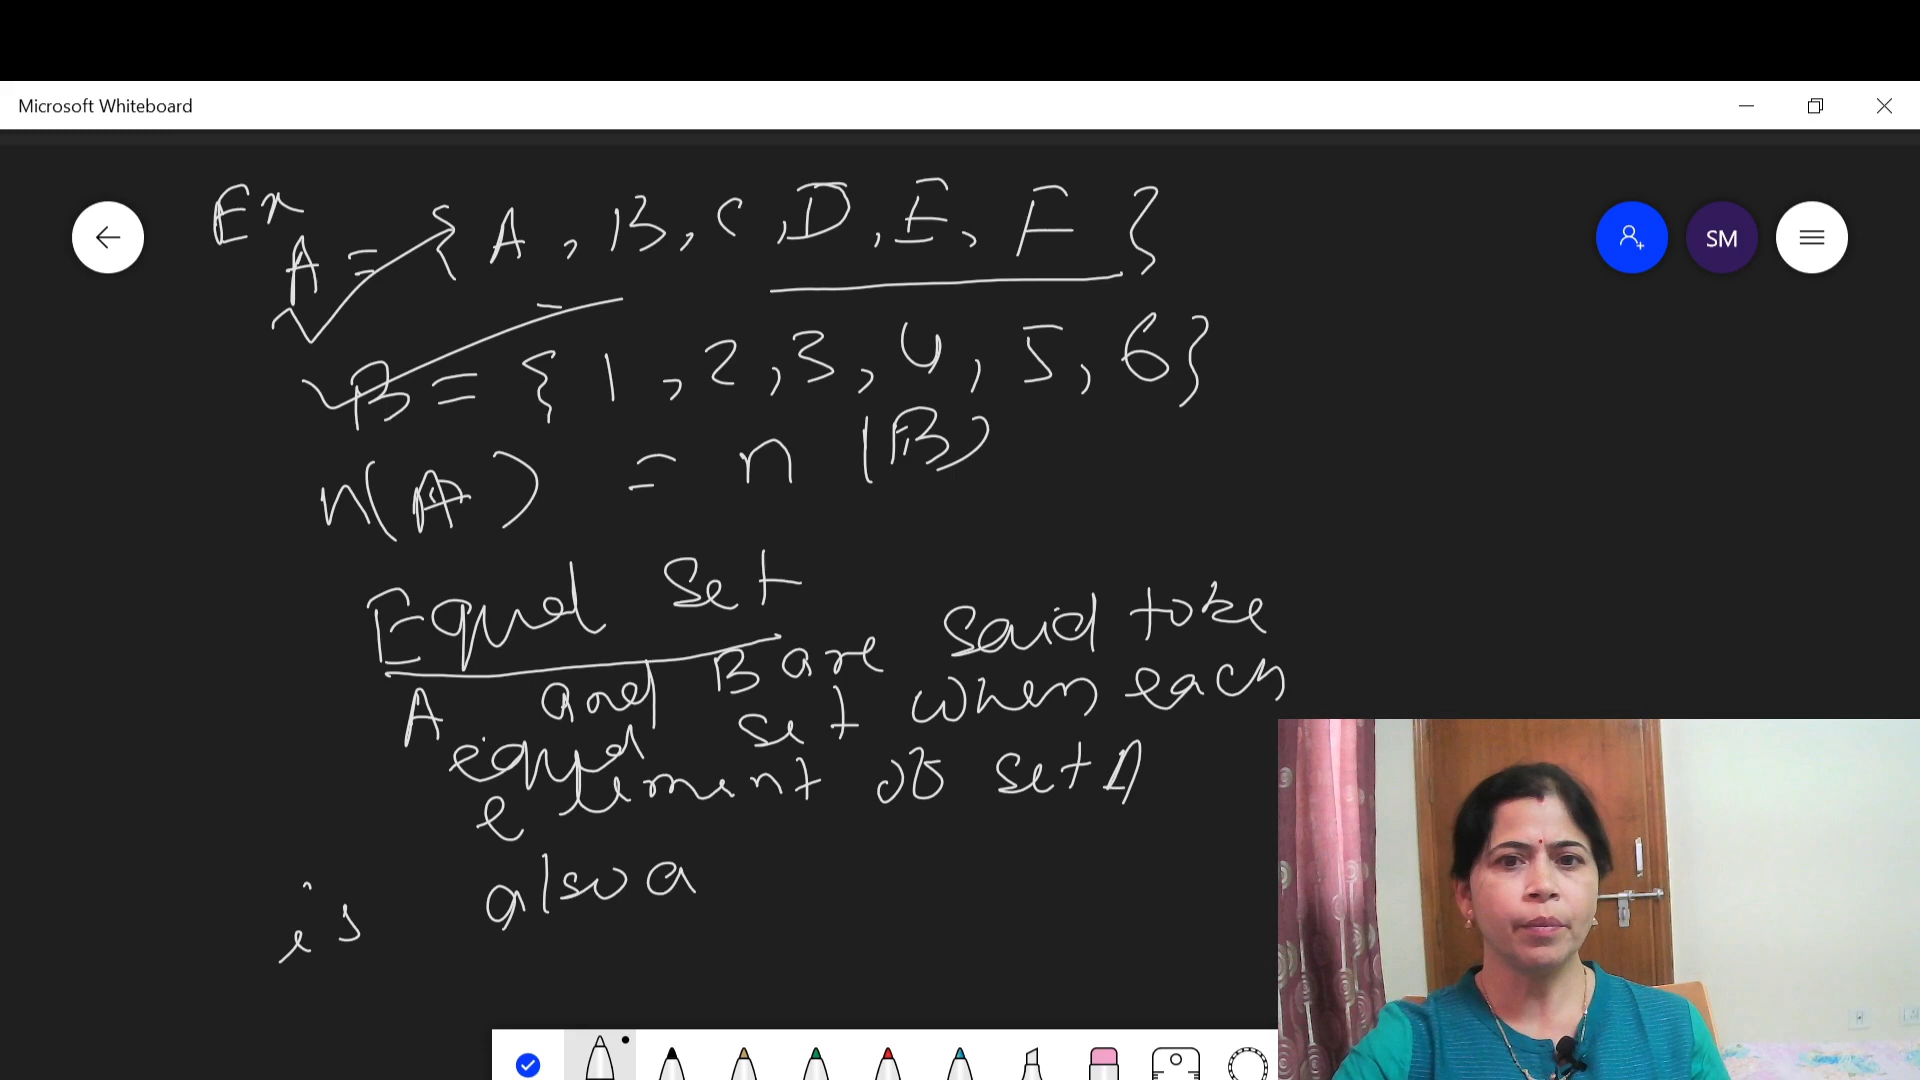 Microsoft Whiteboard
Ex
A = { A, B, C, D, E, F }
SM
B = { 1, 2, 3, 4, 5, 6 }
n(A) = n(B)
Equal Set
A and B are said to be
equal set when each
element of set A
is also a